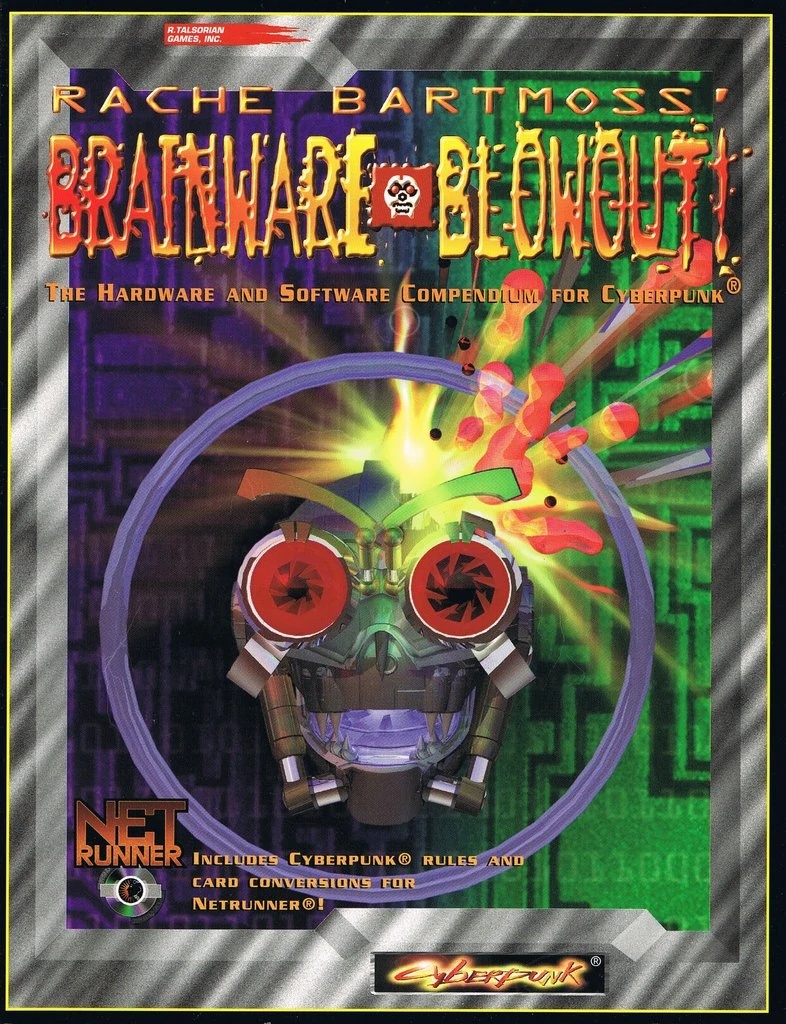 R.TALSORIAN
GAMES, INC.
RACHE BARTMOSS'
BRAINWARE BLOWOUT!
THE HARDWARE AND SOFTWARE COMPENDIUM FOR CYBERPUNK®
NET
RUNNER
INCLUDES CYBERPUNK® RULES AND
CARD CONVERSIONS FOR
NETRUNNER®!
CYBERPUNK®